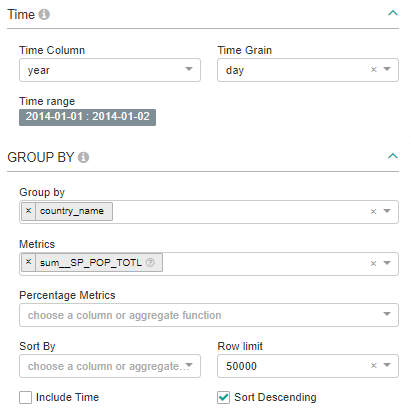 Time
Time Column
Time Grain
year
day
Time range
2014-01-01 : 2014-01-02
GROUP BY
Group by
× country_name
Metrics
× sum__SP_POP_TOTL
Percentage Metrics
choose a column or aggregate function
Sort By
Row limit
choose a column or aggregate...
50000
Include Time
Sort Descending